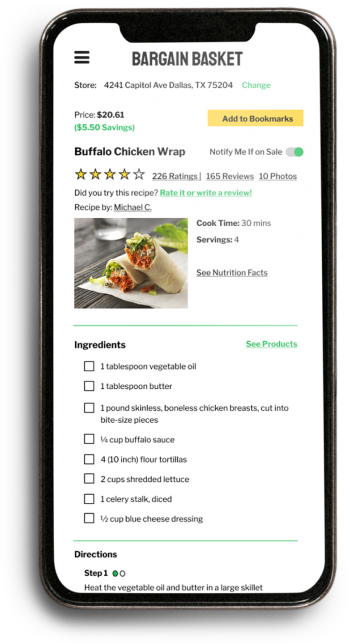 BARGAIN BASKET
Store: 4241 Capitol Ave Dallas, TX 75204 Change
Price: $20.61
($5.50 Savings)
Add to Bookmarks
Buffalo Chicken Wrap
Notify Me If on Sale
226 Ratings| 165 Reviews 10 Photos
Did you try this recipe? Rate it or write a review!
Recipe by: Michael C.
Cook Time: 30 mins
Servings: 4
See Nutrition Facts
Ingredients
See Products
1 tablespoon vegetable oil
1 tablespoon butter
1 pound skinless, boneless chicken breasts, cut into
bite-size pieces
¼ cup buffalo sauce
4 (10 inch) flour tortillas
2 cups shredded lettuce
1 celery stalk, diced
½ cup blue cheese dressing
Directions
Step 1
Heat the vegetable oil and butter in a large skillet